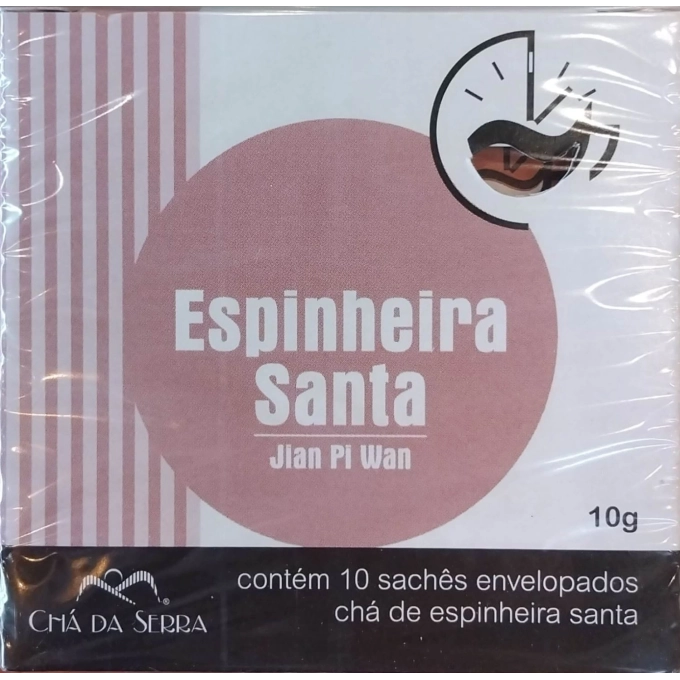 Espinheira
Santa
Jian Pi Wan
10g
contém 10 sachês envelopados
chá de espinheira santa
®
CHÁ DA SERRA